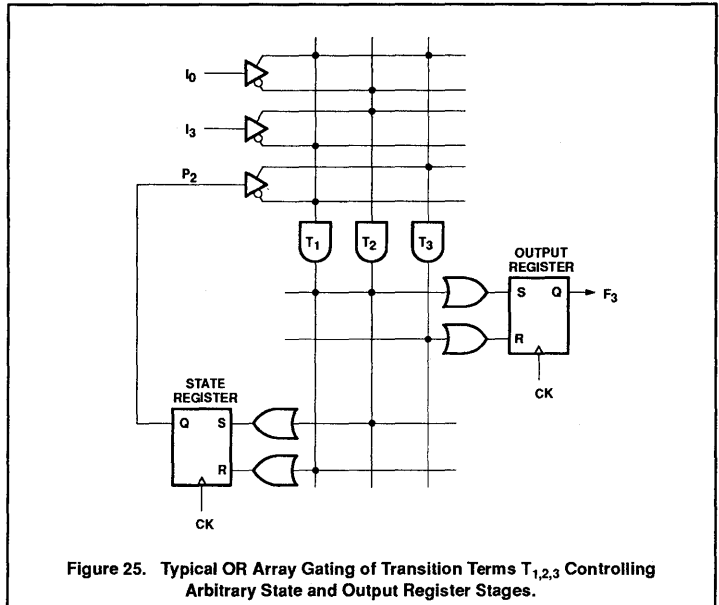 I0
I3
P2
T1 T2 T3
OUTPUT
REGISTER
S Q F3
R
CK
STATE
REGISTER
Q S
R
CK
Figure 25. Typical OR Array Gating of Transition Terms T1,2,3 Controlling
Arbitrary State and Output Register Stages.